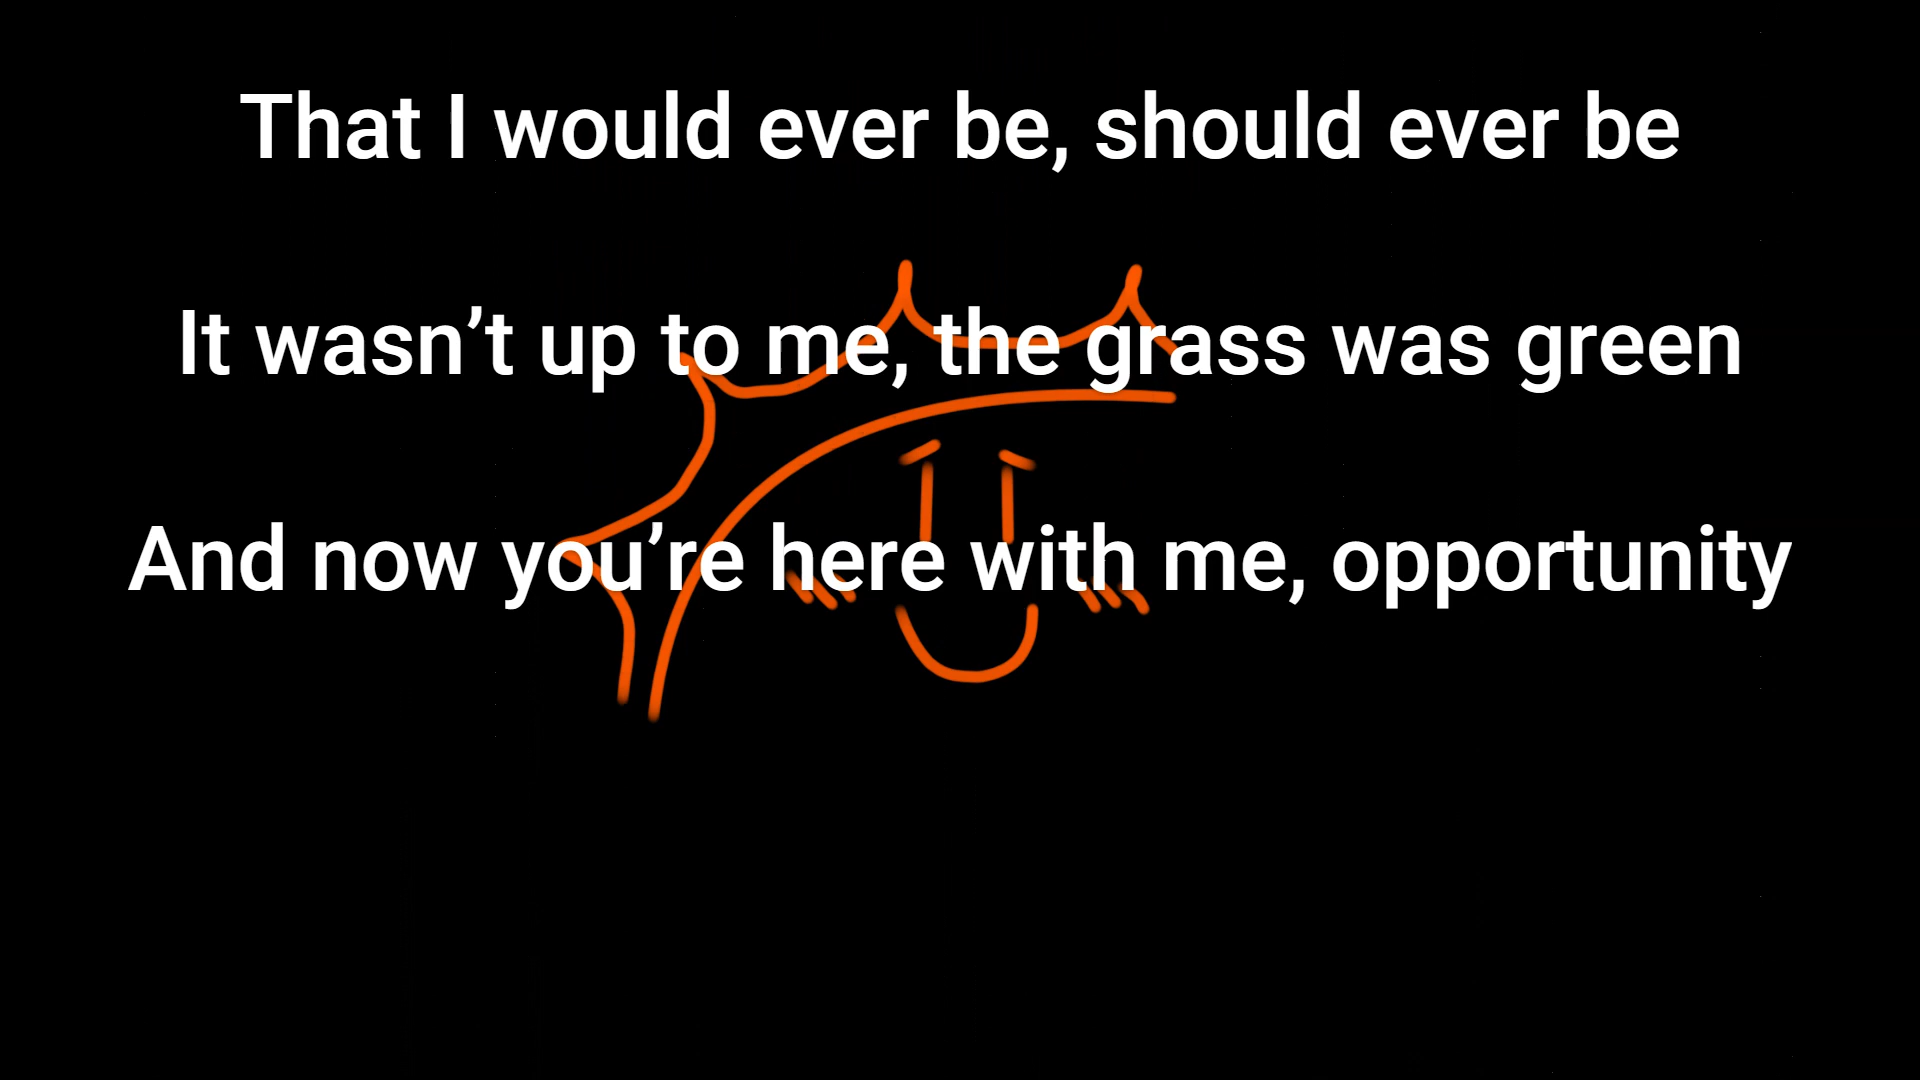 That I would ever be, should ever be
It wasn’t up to me, the grass was green
And now you’re here with me, opportunity